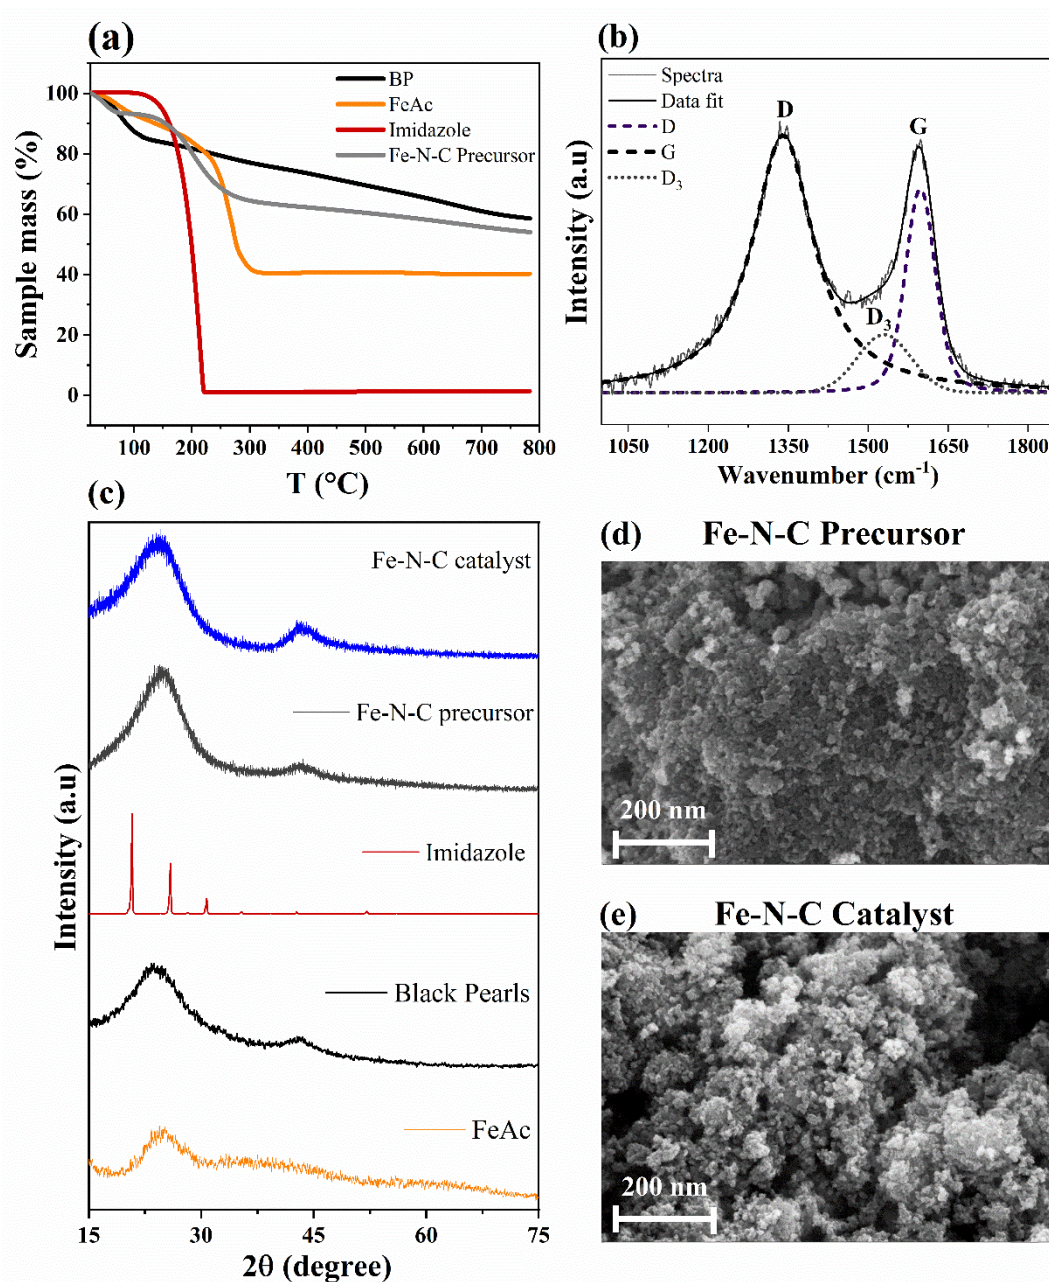 (a)
BP
FeAc
Imidazole
Fe-N-C Precursor
Sample mass (%)
100
80
60
40
20
0
100 200 300 400 500 600 700 800
T (°C)
(b)
Spectra
Data fit
D
G
D3
D
G
D3
Intensity (a.u)
1050 1200 1350 1500 1650 1800
Wavenumber (cm-1)
(c)
Fe-N-C catalyst
Fe-N-C precursor
Imidazole
Black Pearls
FeAc
Intensity (a.u)
15 30 45 60 75
2θ (degree)
(d) Fe-N-C Precursor
200 nm
(e) Fe-N-C Catalyst
200 nm